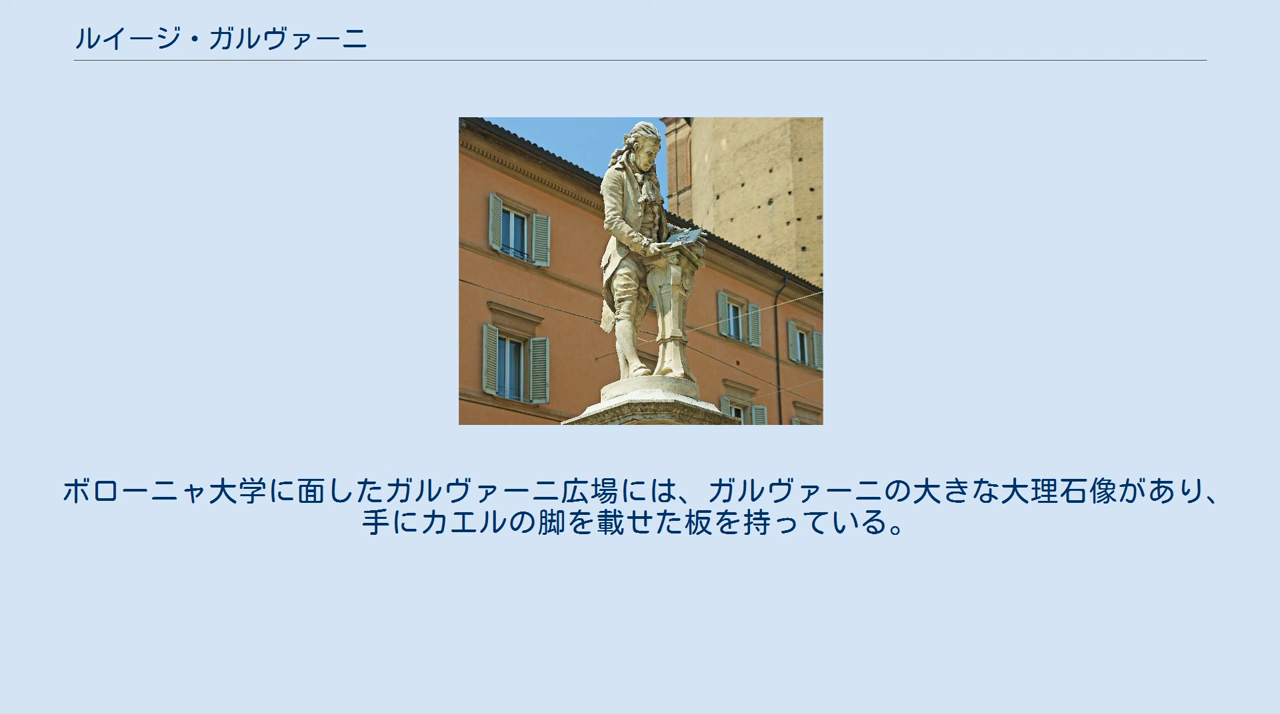 ルイージ・ガルヴァーニ
ボローニャ大学に面したガルヴァーニ広場には、ガルヴァーニの大きな大理石像があり、
手にカエルの脚を載せた板を持っている。